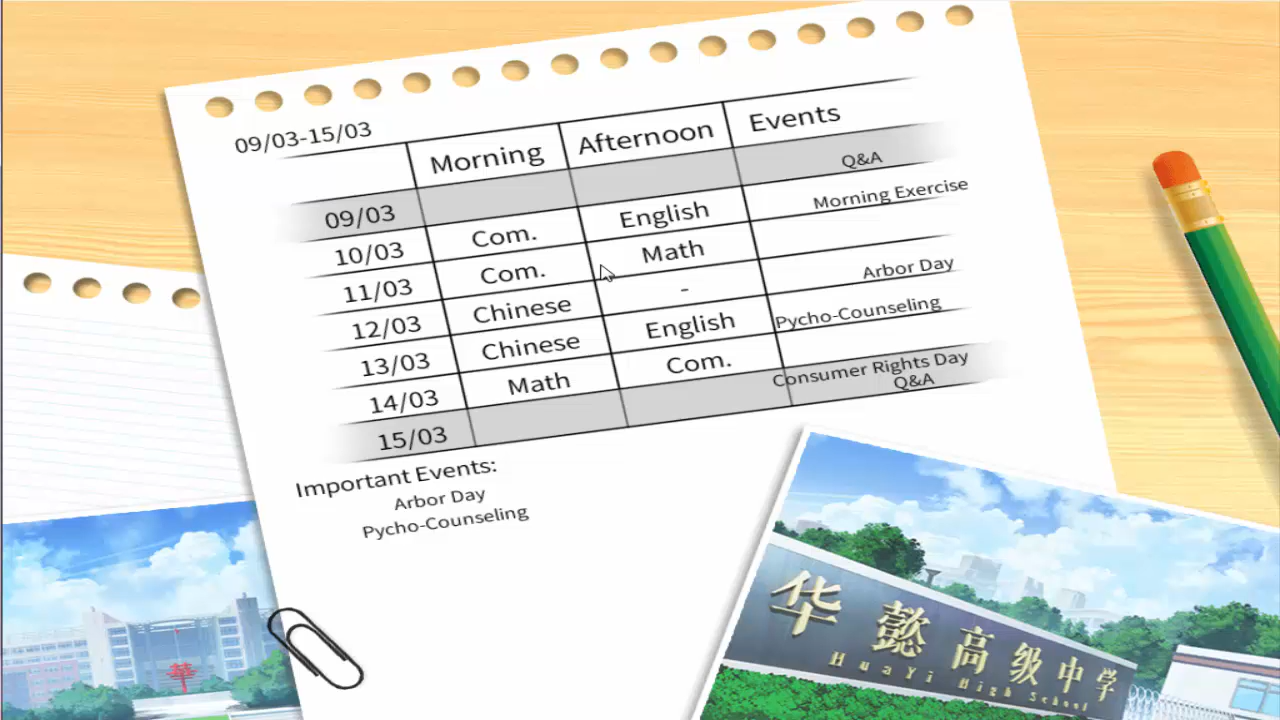 09/03-15/03
Morning Afternoon Events
09/03 Q&A
10/03 Com. English Morning Exercise
11/03 Com. Math
12/03 Chinese - Arbor Day
13/03 Chinese English Pycho-Counseling
14/03 Math Com.
15/03 Consumer Rights Day
Q&A
Important Events:
Arbor Day
Pycho-Counseling
華
华懿高级中学
HuaYi High School